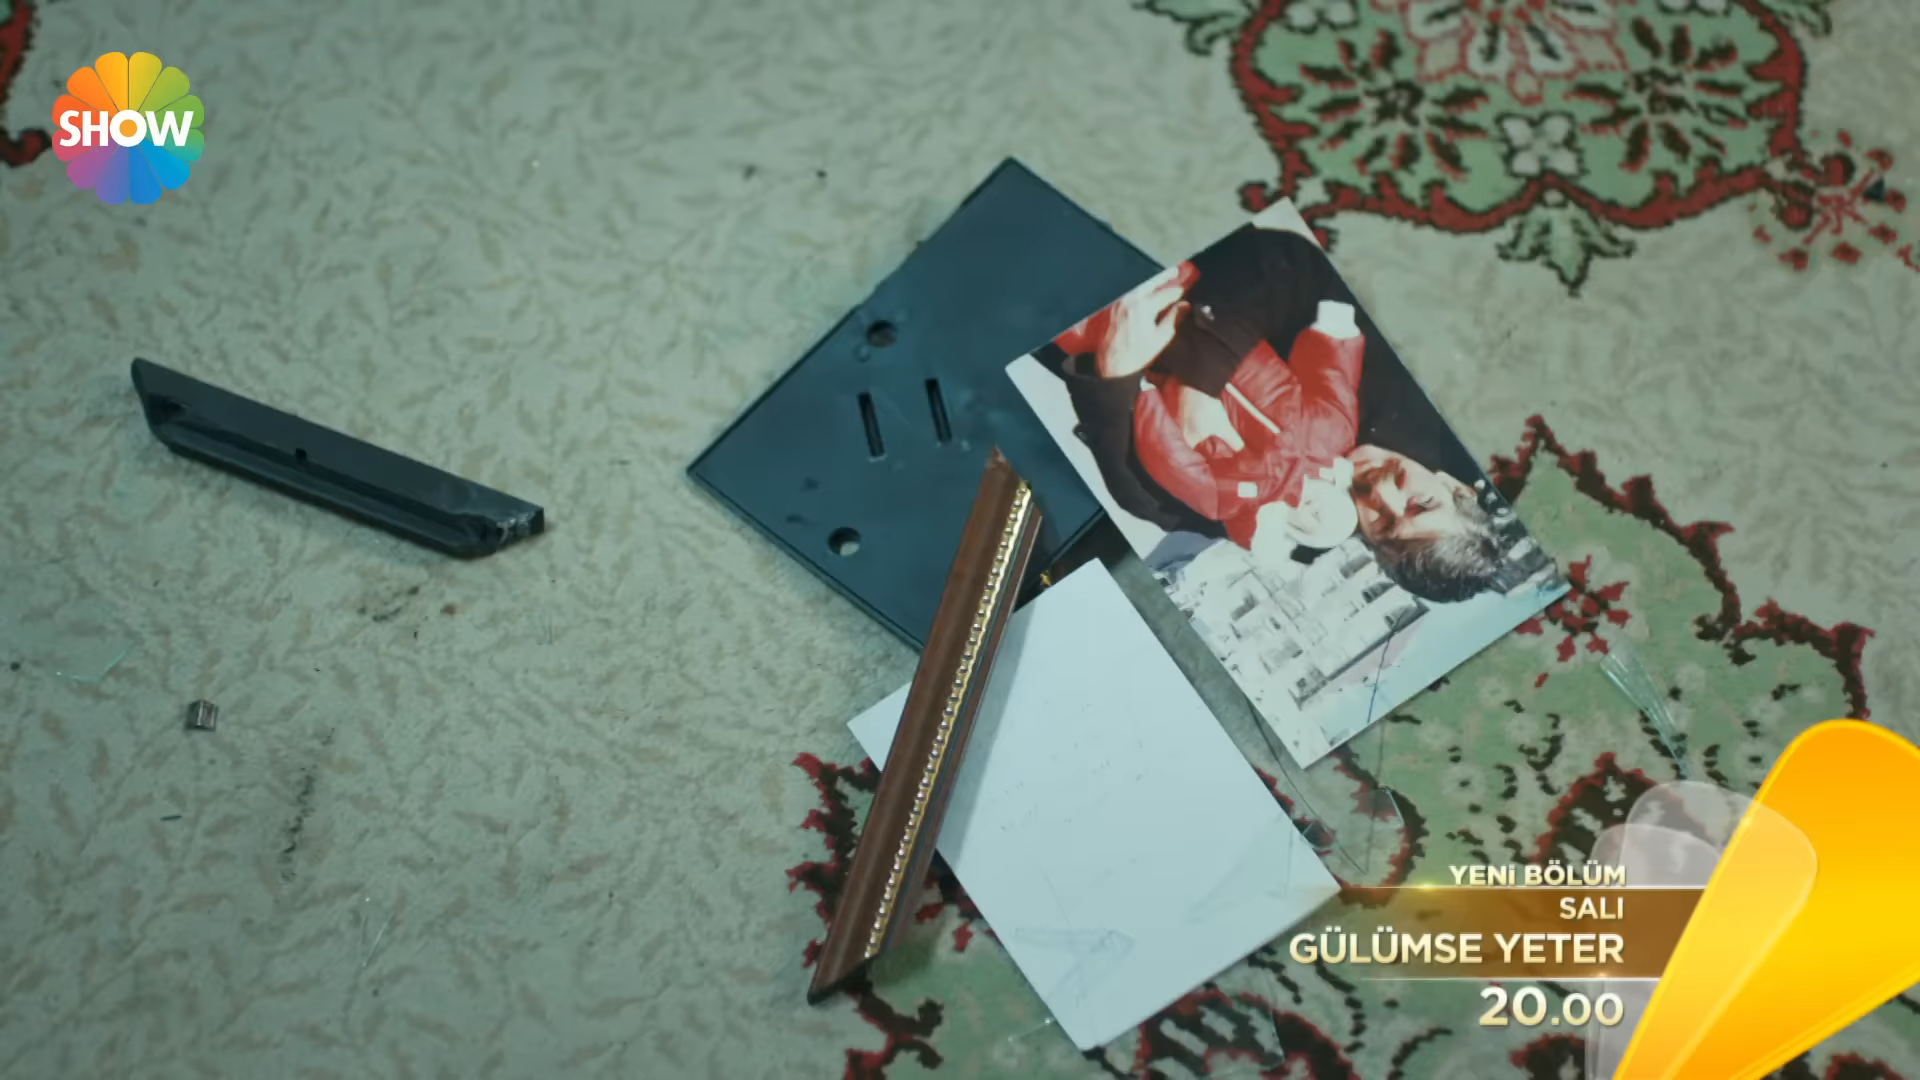 SHOW
YENİ BÖLÜM
SALI
GÜLÜMSE YETER
20.00